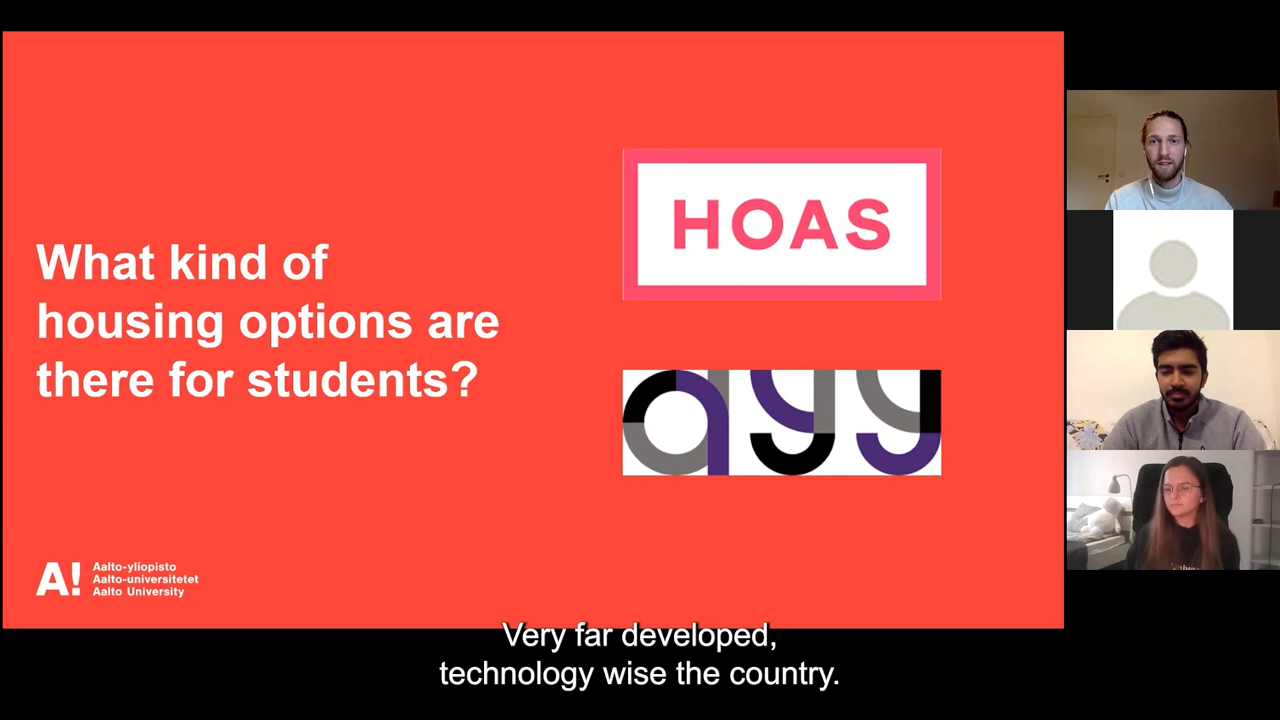 What kind of
housing options are
there for students?
HOAS
ayy
A!
Aalto-yliopisto
Aalto-universitetet
Aalto University
Very far developed,
technology wise the country.